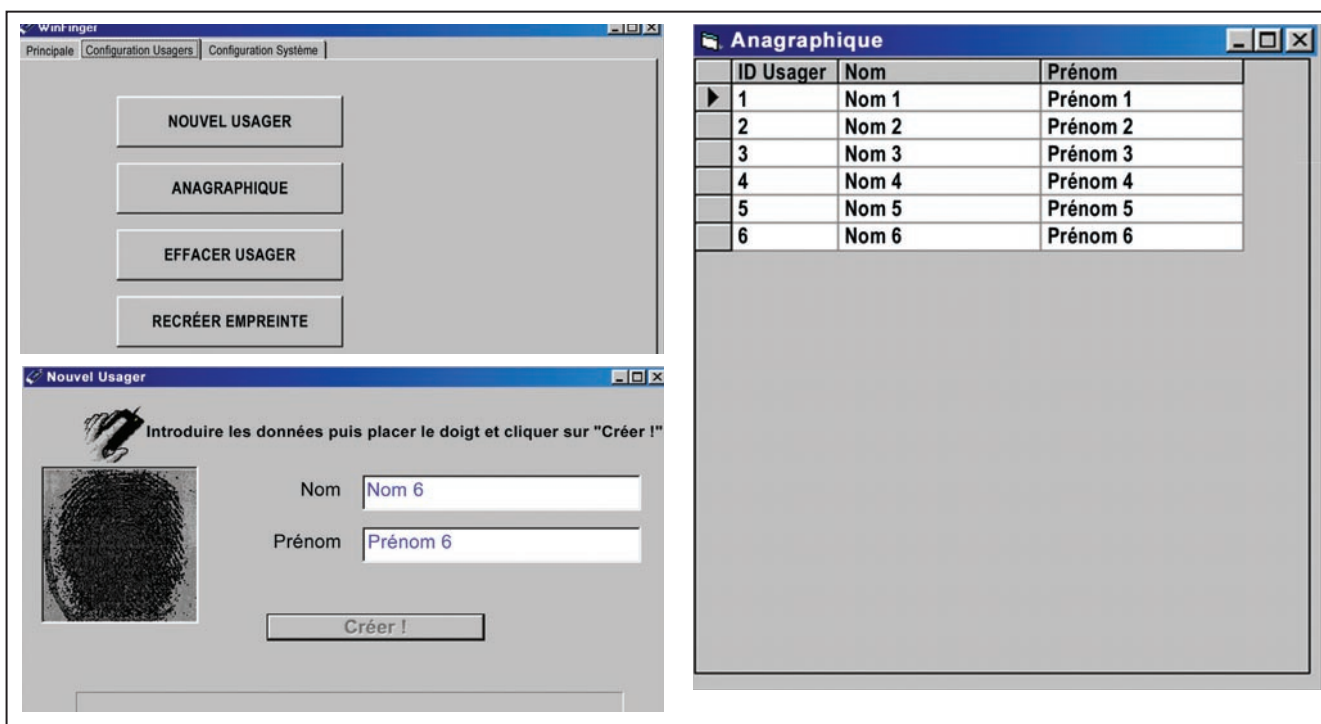 WinFinger
Principale Configuration Usagers Configuration Système
NOUVEL USAGER
ANAGRAPHIQUE
EFFACER USAGER
RECRÉER EMPREINTE
Nouvel Usager
Introduire les données puis placer le doigt et cliquer sur "Créer !"
Nom Nom 6
Prénom Prénom 6
Créer !
Anagraphique
ID Usager Nom Prénom
1 Nom 1 Prénom 1
2 Nom 2 Prénom 2
3 Nom 3 Prénom 3
4 Nom 4 Prénom 4
5 Nom 5 Prénom 5
6 Nom 6 Prénom 6